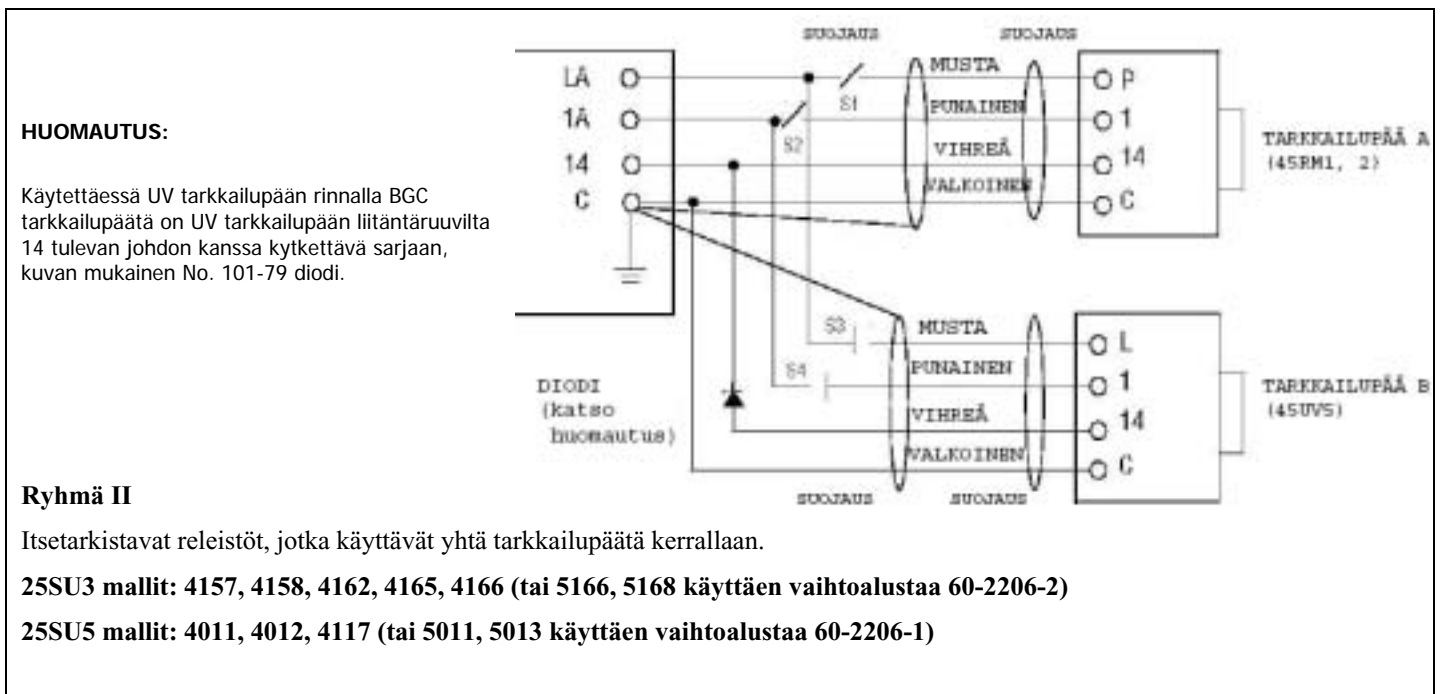 SUOJAUS SUOJAUS
LA
MUSTA
P
S1
1A
PUNAINEN
1
S2
14
VIHREÄ
14
TARKKAILUPÄÄ A
(45RM1, 2)
C
VALKOINEN
C
HUOMAUTUS:
Käytettäessä UV tarkkailupään rinnalla BGC
tarkkailupäätä on UV tarkkailupään liitäntäruuvilta
14 tulevan johdon kanssa kytkettävä sarjaan,
kuvan mukainen No. 101-79 diodi.
S3
MUSTA
L
S4
PUNAINEN
1
DIODI
(katso
huomautus)
VIHREÄ
14
TARKKAILUPÄÄ B
(45UV5)
VALKOINEN
C
SUOJAUS SUOJAUS
Ryhmä II
Itsetarkistavat releistöt, jotka käyttävät yhtä tarkkailupäätä kerrallaan.
25SU3 mallit: 4157, 4158, 4162, 4165, 4166 (tai 5166, 5168 käyttäen vaihtoalustaa 60-2206-2)
25SU5 mallit: 4011, 4012, 4117 (tai 5011, 5013 käyttäen vaihtoalustaa 60-2206-1)